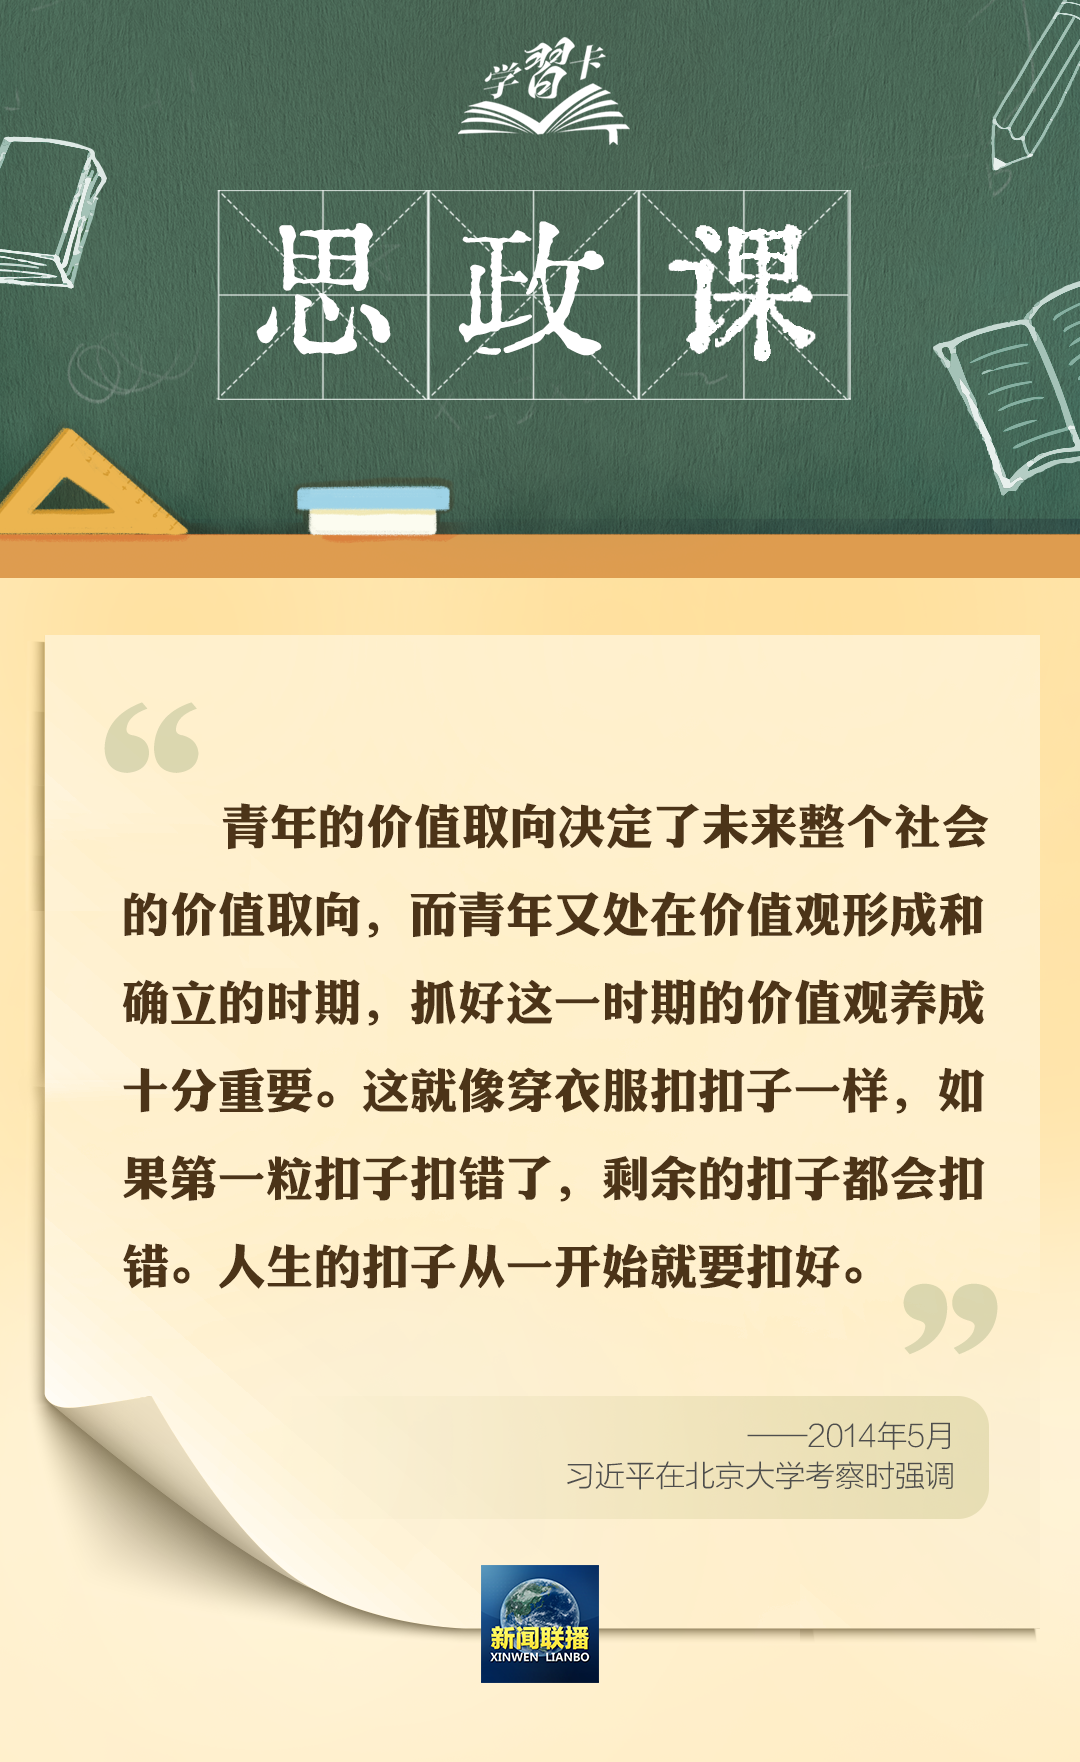 学習卡
思政课
“
青年的价值取向决定了未来整个社会
的价值取向，而青年又处在价值观形成和
确立的时期，抓好这一时期的价值观养成
十分重要。这就像穿衣服扣扣子一样，如
果第一粒扣子扣错了，剩余的扣子都会扣
错。人生的扣子从一开始就要扣好。
”
——2014年5月
习近平在北京大学考察时强调
新闻联播
XINWEN LIANBO